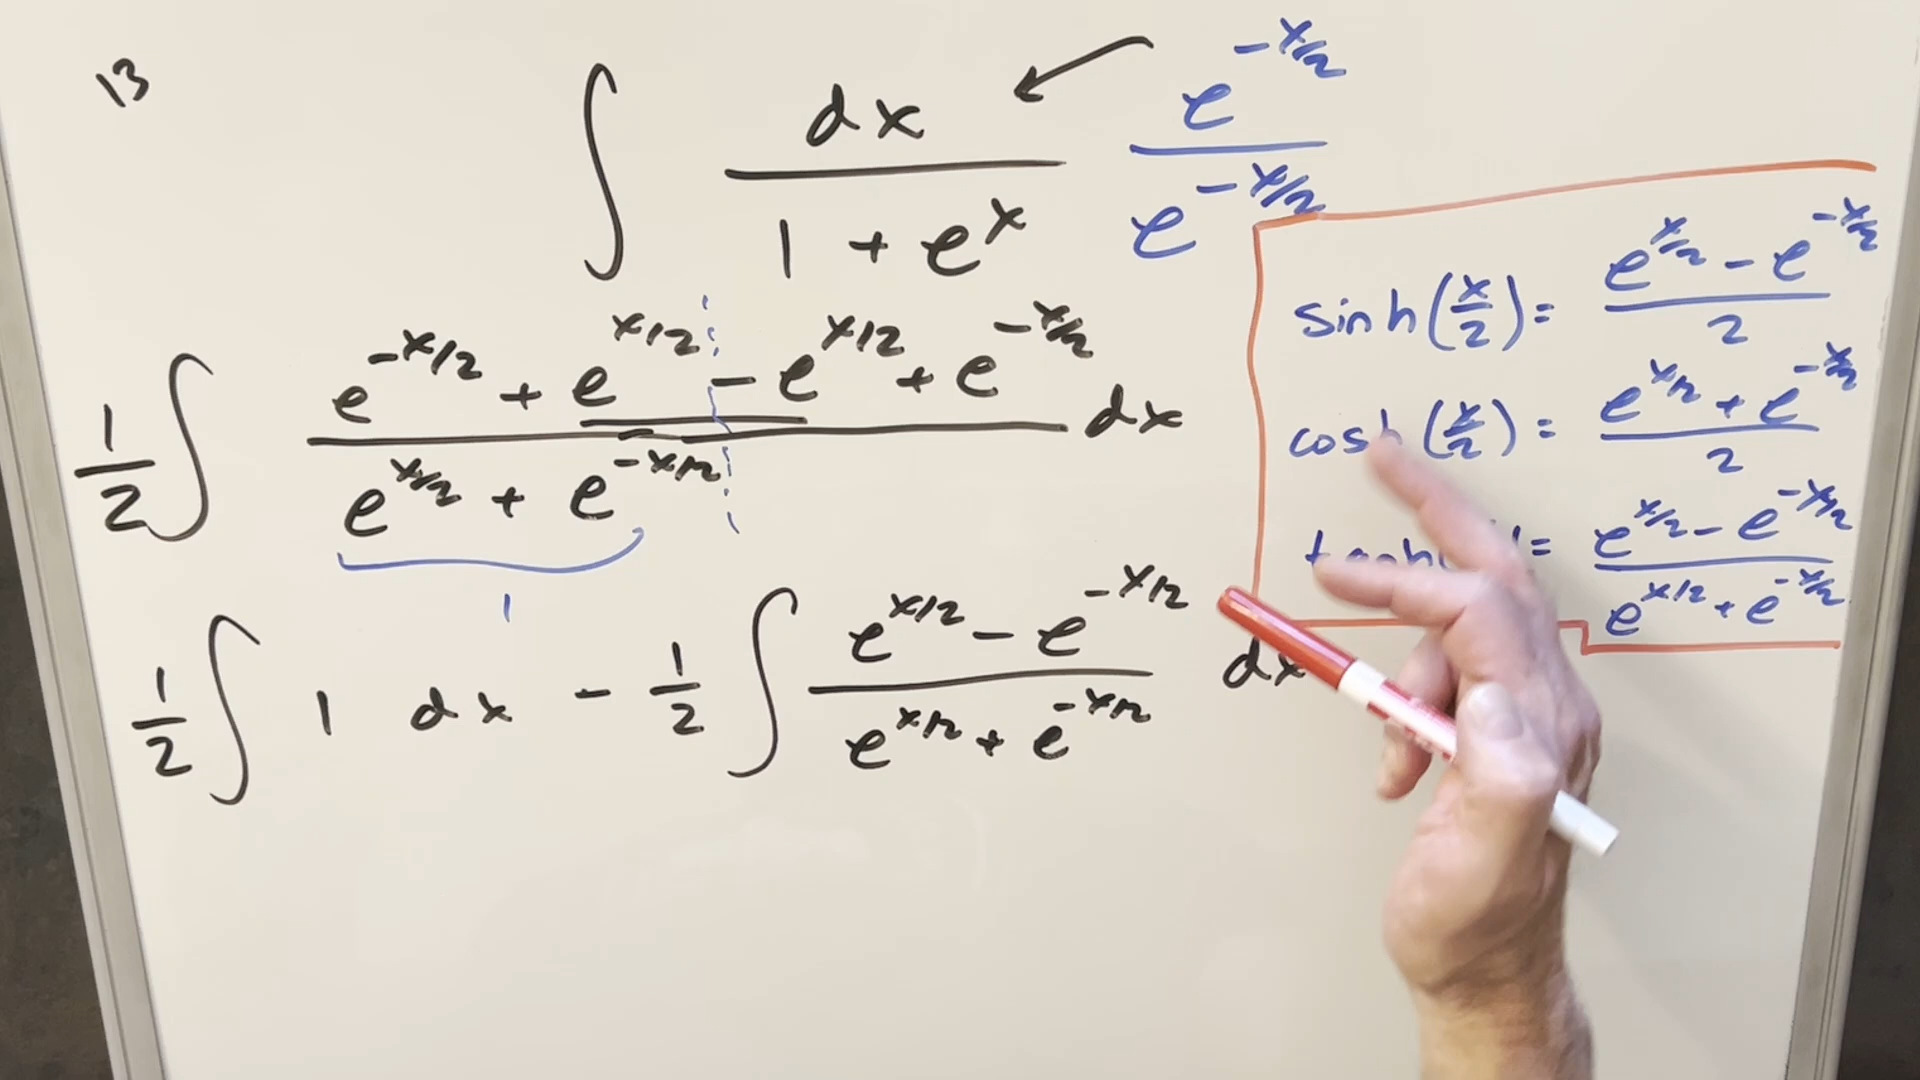 13
∫ dx / (1 + e^x) ← e^(-x/2) / e^(-x/2)
1/2 ∫ (e^(-x/2) + e^(x/2) - e^(x/2) + e^(-x/2)) / (e^(x/2) + e^(-x/2)) dx
1
1/2 ∫ 1 dx - 1/2 ∫ (e^(x/2) - e^(-x/2)) / (e^(x/2) + e^(-x/2)) dx
sinh(x/2) = (e^(x/2) - e^(-x/2)) / 2
cosh(x/2) = (e^(x/2) + e^(-x/2)) / 2
= (e^(x/2) - e^(-x/2)) / (e^(x/2) + e^(-x/2))